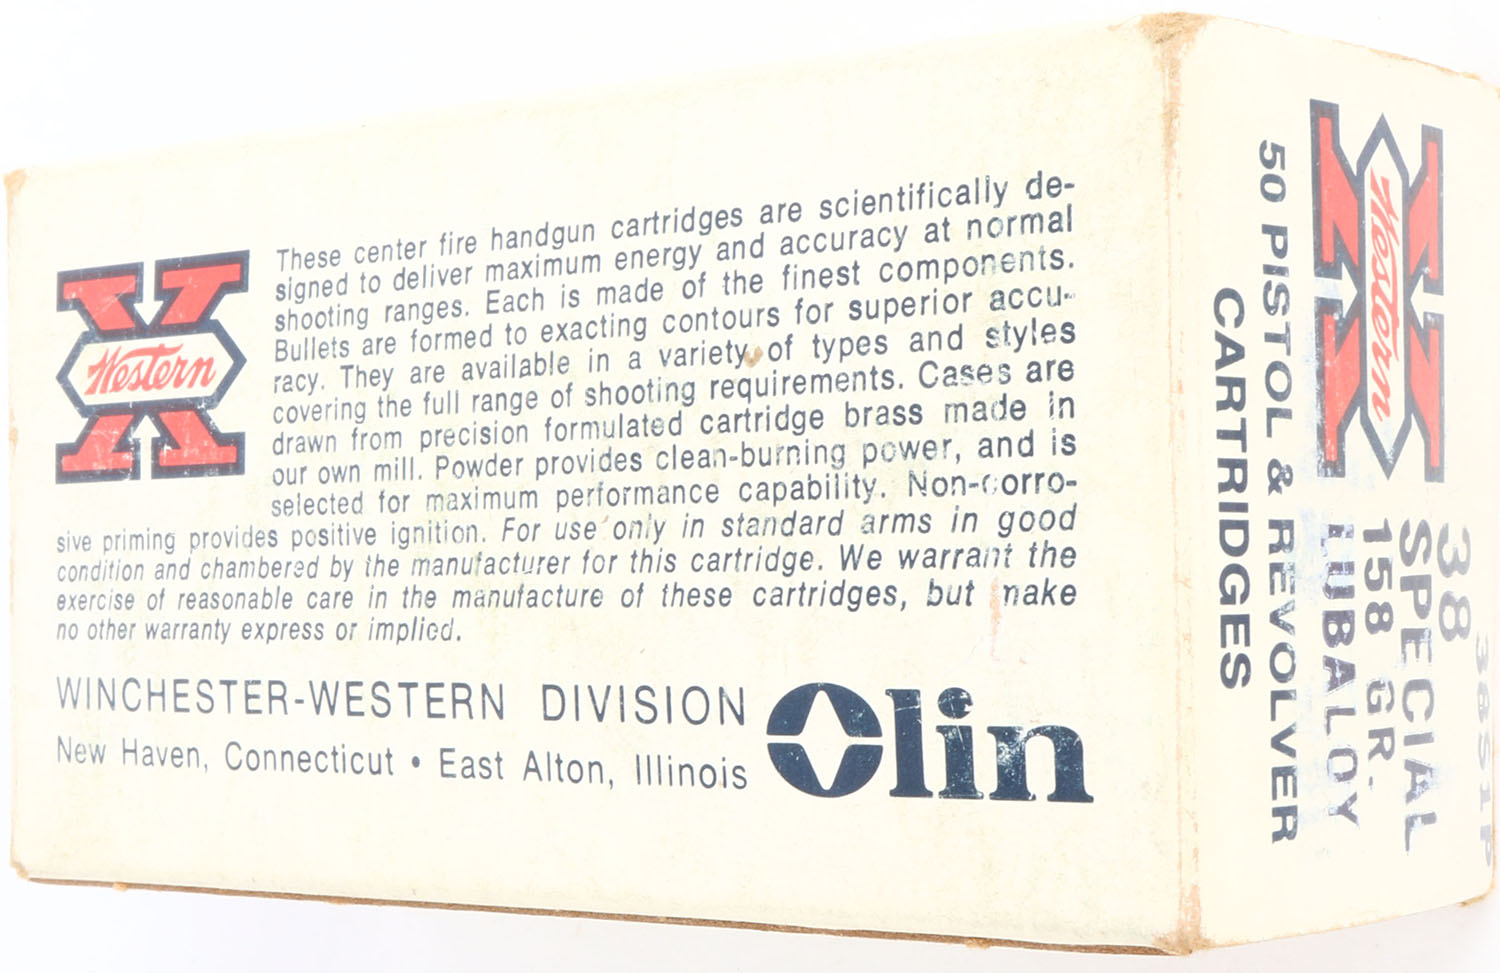 Western
These center fire handgun cartridges are scientifically de-
signed to deliver maximum energy and accuracy at normal
shooting ranges. Each is made of the finest components.
Bullets are formed to exacting contours for superior accu-
racy. They are available in a variety of types and styles
covering the full range of shooting requirements. Cases are
drawn from precision formulated cartridge brass made in
our own mill. Powder provides clean-burning power, and is
selected for maximum performance capability. Non-corro-
sive priming provides positive ignition. For use only in standard arms in good
condition and chambered by the manufacturer for this cartridge. We warrant the
exercise of reasonable care in the manufacture of these cartridges, but make
no other warranty express or implied.
WINCHESTER-WESTERN DIVISION
New Haven, Connecticut • East Alton, Illinois
Olin
X
Western
38S1P
38
SPECIAL
158 GR.
LUBALOY
50 PISTOL & REVOLVER
CARTRIDGES